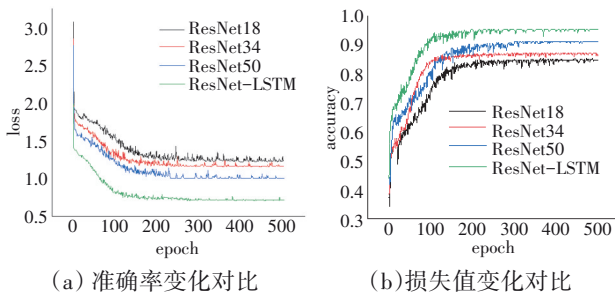 3.0
2.5
2.0
1.5
1.0
0.5
loss
ResNet18
ResNet34
ResNet50
ResNet-LSTM
0 100 200 300 400 500
epoch
(a) 准确率变化对比
1.0
0.9
0.8
0.7
0.6
0.5
0.4
0.3
accuracy
ResNet18
ResNet34
ResNet50
ResNet-LSTM
0 100 200 300 400 500
epoch
(b)损失值变化对比